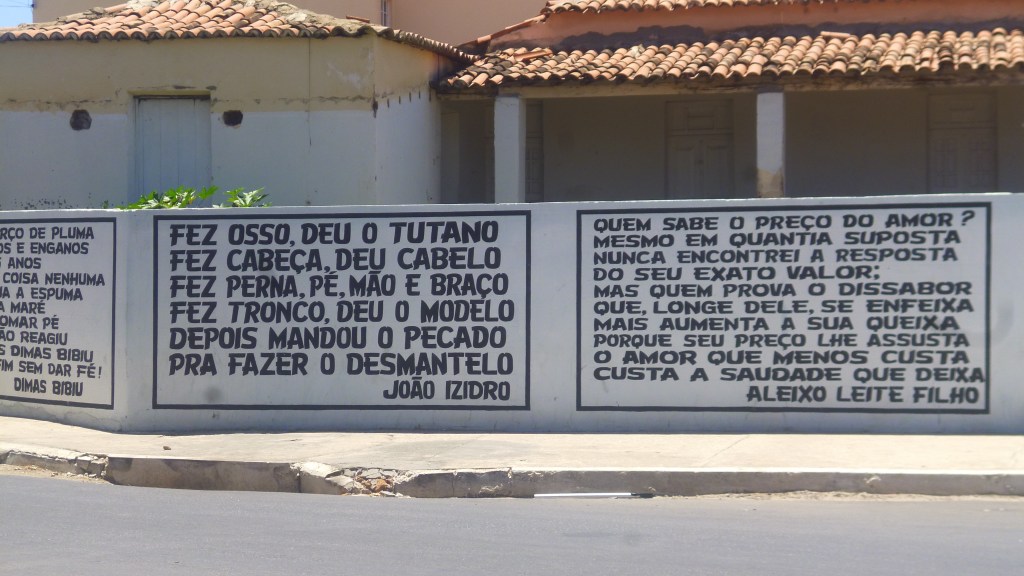 DE PLUMA
OS E ENGANOS
ANOS
COISA NENHUMA
A ESPUMA
A MARÉ
TOMAR PÉ
REAGIU
DIMAS BIBIU
SEM DAR FÉ!
DIMAS BIBIU
FEZ OSSO, DEU O TUTANO
FEZ CABEÇA, DEU CABELO
FEZ PERNA, PÉ, MÃO E BRAÇO
FEZ TRONCO, DEU O MODELO
DEPOIS MANDOU O PECADO
PRA FAZER O DESMANTELO
JOÃO IZIDRO
QUEM SABE O PREÇO DO AMOR?
MESMO EM QUANTIA SUPOSTA
NUNCA ENCONTREI A RESPOSTA
DO SEU EXATO VALOR;
MAS QUEM PROVA O DISSABOR
QUE, LONGE DELE, SE ENFEIXA
MAIS AUMENTA A SUA QUEIXA
PORQUE SEU PREÇO LHE ASSUSTA
O AMOR QUE MENOS CUSTA
CUSTA A SAUDADE QUE DEIXA
ALEIXO LEITE FILHO